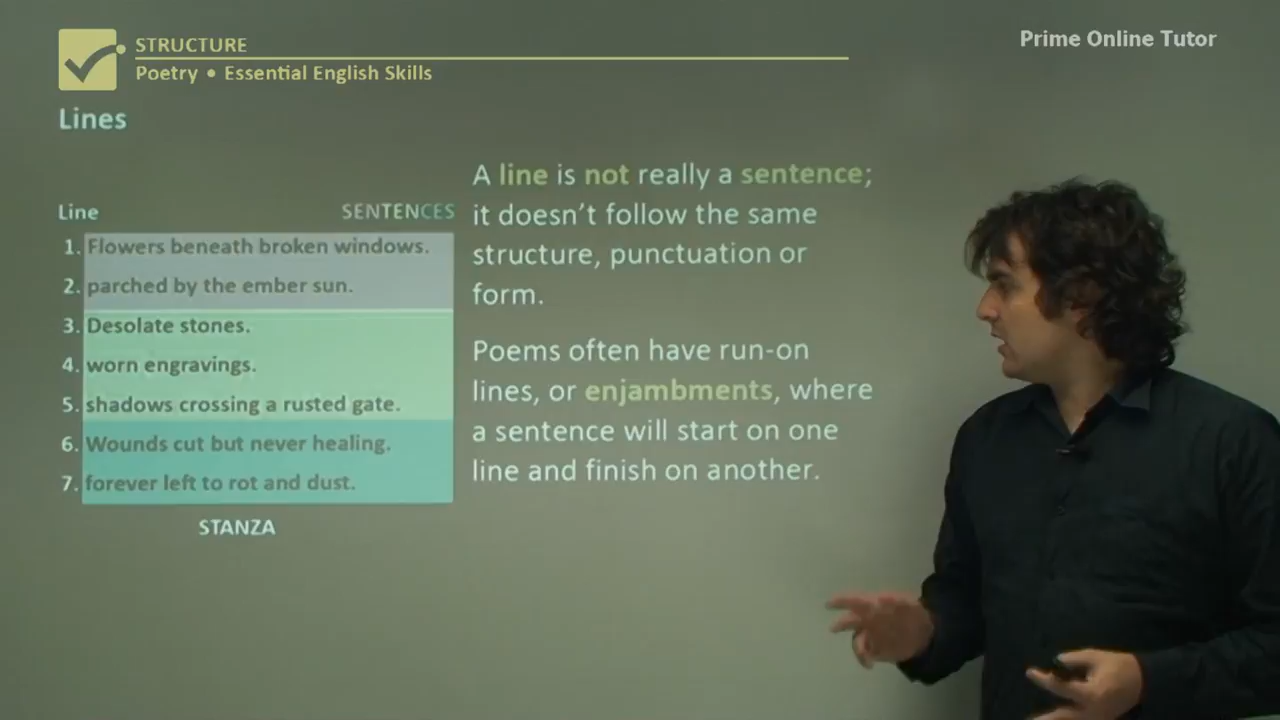 STRUCTURE
Poetry • Essential English Skills
Prime Online Tutor
Lines
Line
SENTENCES
1. Flowers beneath broken windows.
2. parched by the ember sun.
3. Desolate stones.
4. worn engravings.
5. shadows crossing a rusted gate.
6. Wounds cut but never healing.
7. forever left to rot and dust.
STANZA
A line is not really a sentence;
it doesn't follow the same
structure, punctuation or
form.
Poems often have run-on
lines, or enjambments, where
a sentence will start on one
line and finish on another.